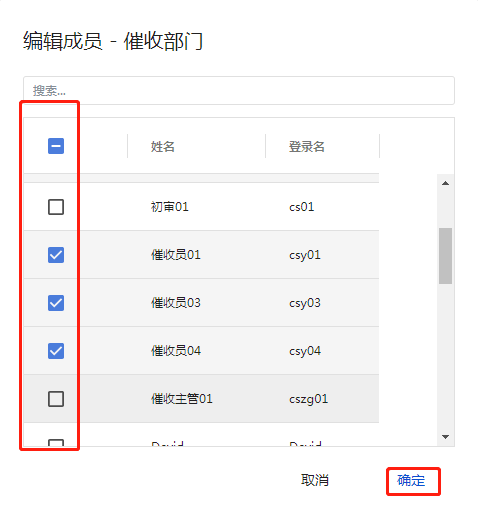 编辑成员 - 催收部门
搜索...
姓名 登录名
初审01 cs01
催收员01 csy01
催收员03 csy03
催收员04 csy04
催收主管01 cszg01
David David
取消 确定